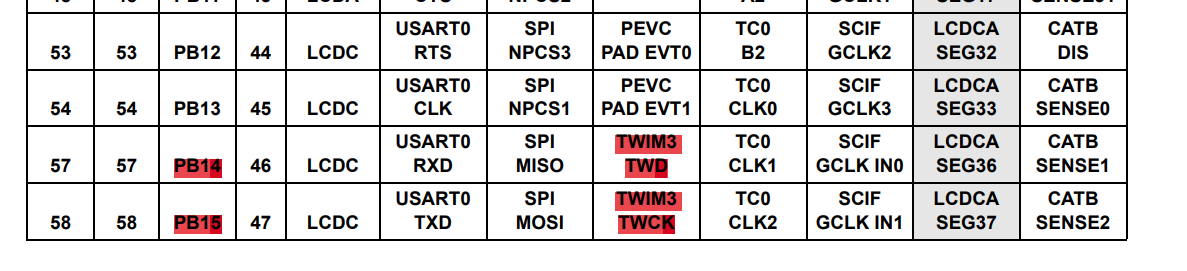 53 53 PB12 44 LCDC USART0 RTS SPI NPCS3 PEVC PAD EVT0 TC0 B2 SCIF GCLK2 LCDCA SEG32 CATB DIS
54 54 PB13 45 LCDC USART0 CLK SPI NPCS1 PEVC PAD EVT1 TC0 CLK0 SCIF GCLK3 LCDCA SEG33 CATB SENSE0
57 57 PB14 46 LCDC USART0 RXD SPI MISO TWIM3 TWD TC0 CLK1 SCIF GCLK IN0 LCDCA SEG36 CATB SENSE1
58 58 PB15 47 LCDC USART0 TXD SPI MOSI TWIM3 TWCK TC0 CLK2 SCIF GCLK IN1 LCDCA SEG37 CATB SENSE2